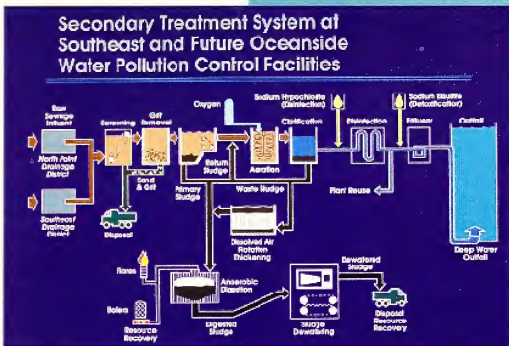 Secondary Treatment System at
Southeast and Future Oceanside
Water Pollution Control Facilities
Raw
Sewage
Influent
North Point
Drainage
District
Southeast
Drainage
District
Screening
Grit
Removal
Sand
& Grit
Disposal
Primary
Sludge
Return
Sludge
Oxygen
Aeration
Waste Sludge
Sodium Hypochlorite
(Disinfection)
Clarification
Disinfection
Sodium Bisulfite
(Detoxification)
Effluent
Outfall
Plant Reuse
Deep Water
Outfall
Dissolved Air
Flotation
Thickening
Flares
Boilers
Resource
Recovery
Anaerobic
Digestion
Digested
Sludge
Sludge
Dewatering
Dewatered
Sludge
Disposal
Resource
Recovery